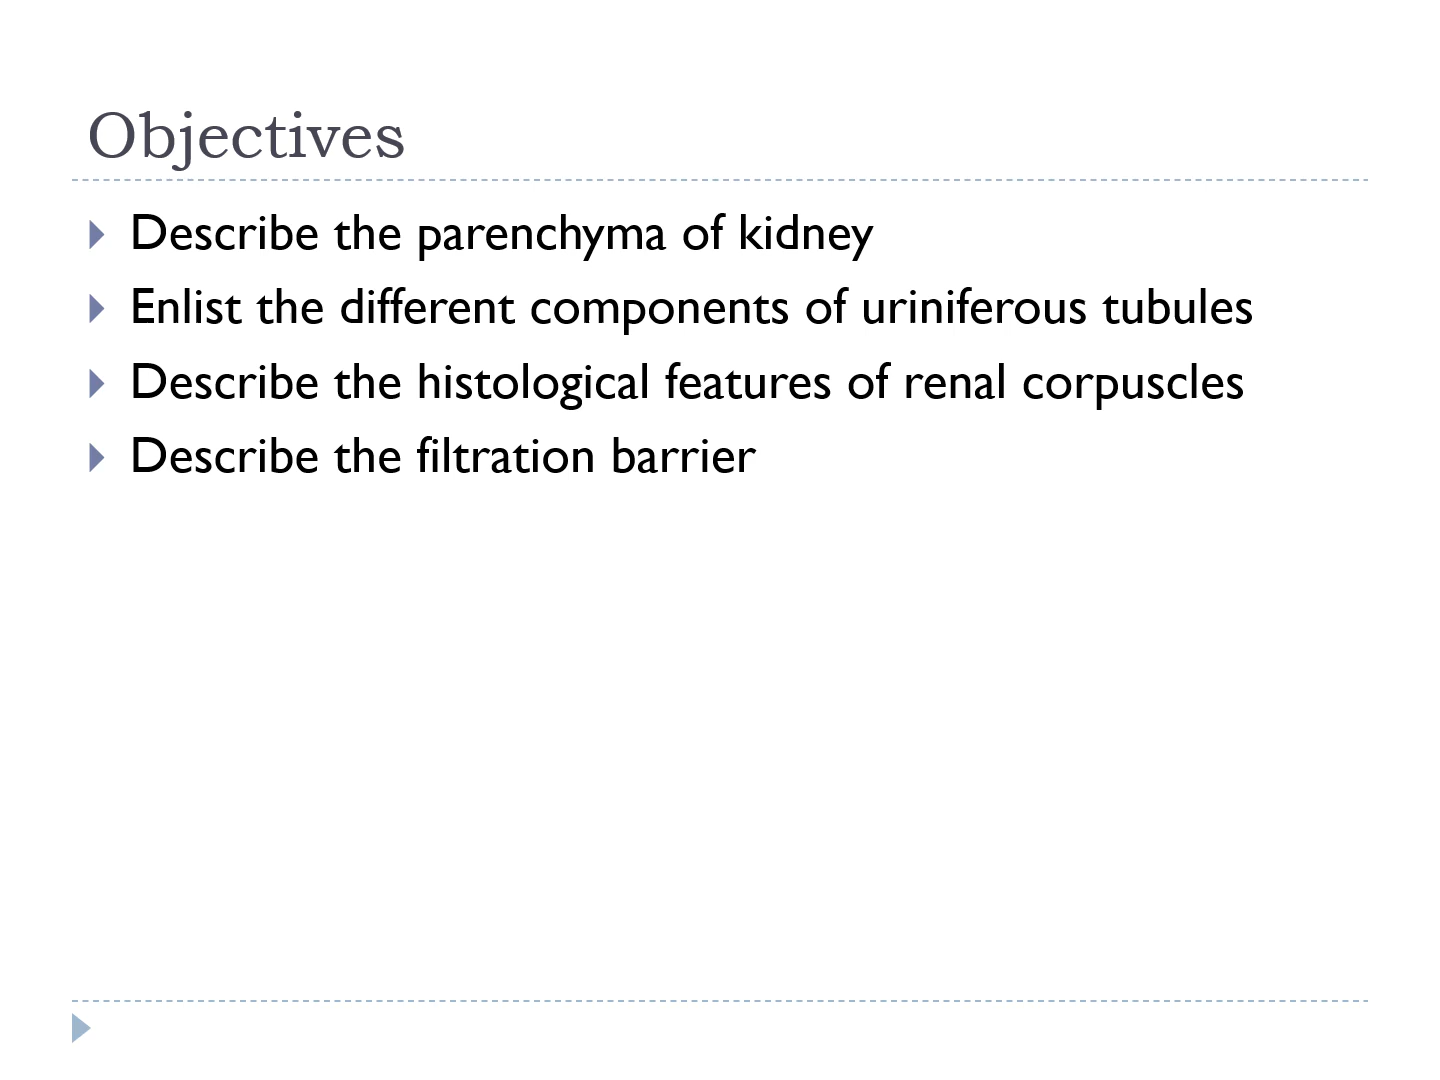 Objectives
Describe the parenchyma of kidney
Enlist the different components of uriniferous tubules
Describe the histological features of renal corpuscles
Describe the filtration barrier